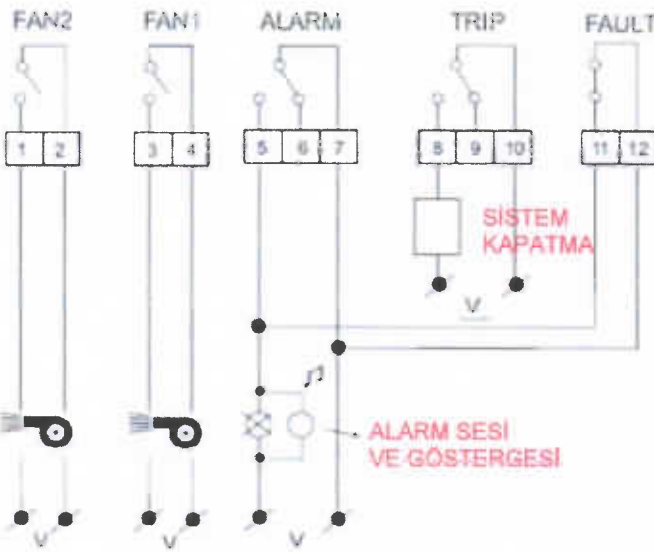 FAN2 FAN1 ALARM TRIP FAULT
1 2 3 4 5 6 7 8 9 10 11 12
SİSTEM
KAPATMA
V
ALARM SESİ
VE GÖSTERGESİ
V V V